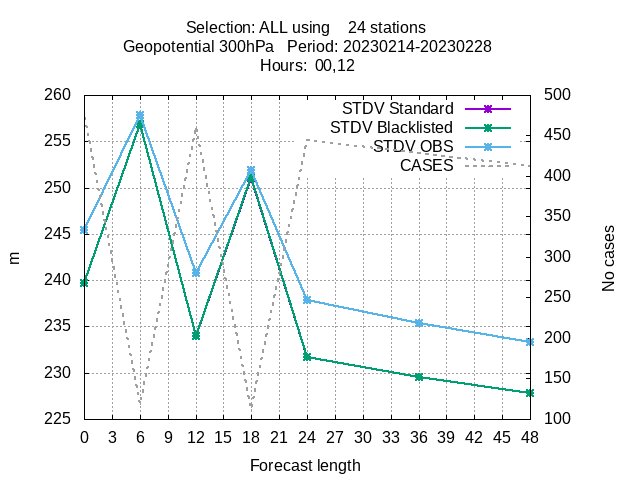 Selection: ALL using    24 stations
Geopotential 300hPa   Period: 20230214-20230228
Hours:  00,12
STDV Standard
STDV Blacklisted
STDV OBS
CASES
260
255
250
245
240
235
230
225
500
450
400
350
300
250
200
150
100
m
No cases
0 3 6 9 12 15 18 21 24 27 30 33 36 39 42 45 48
Forecast length